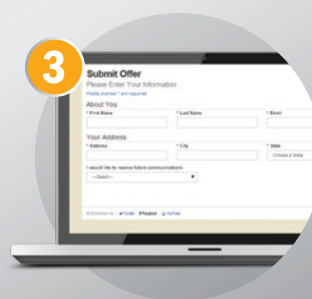 3
Submit Offer
Please Enter Your Information
Fields marked * are required
About You
* First Name * Last Name * Email
Your Address
* Address * City * State
Choose a State
I would like to receive future communications
--Select--
Twitter Facebook YouTube